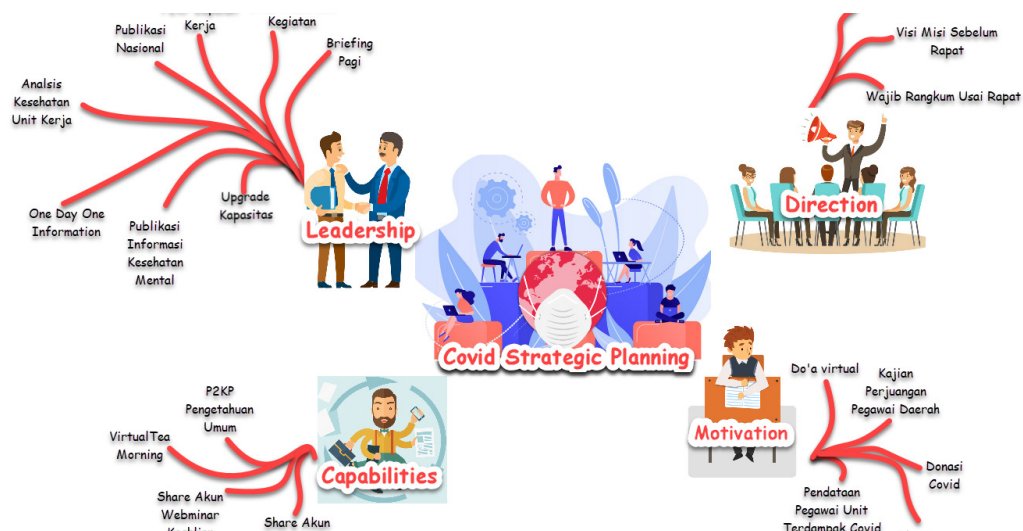 Kerja
Kegiatan
Publikasi
Nasional
Briefing
Pagi
Analsis
Kesehatan
Unit Kerja
One Day One
Information
Publikasi
Informasi
Kesehatan
Mental
Upgrade
Kapasitas
Leadership
Visi Misi Sebelum
Rapat
Wajib Rangkum Usai Rapat
Direction
Covid Strategic Planning
P2KP
Pengetahuan
Umum
VirtualTea
Morning
Share Akun
Webminar
Share Akun
Capabilities
Do'a virtual
Kajian
Perjuangan
Pegawai Daerah
Motivation
Donasi
Covid
Pendataan
Pegawai Unit
Terdampak Covid